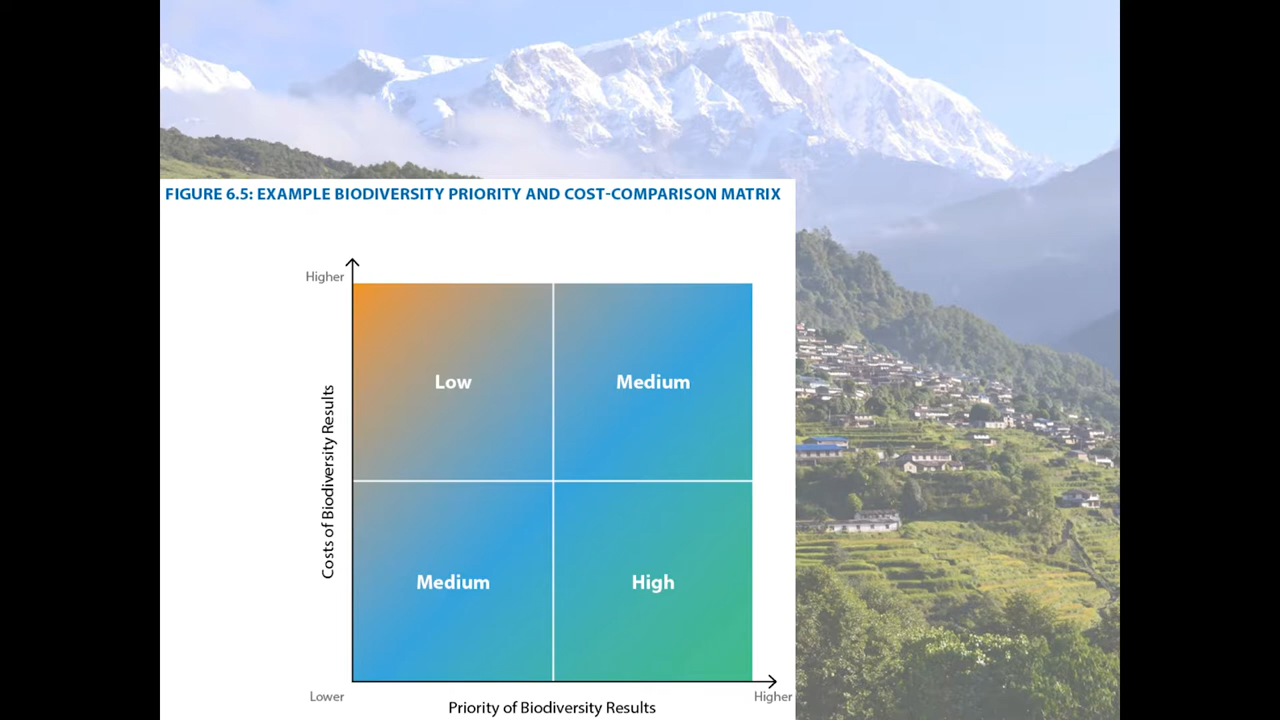 FIGURE 6.5: EXAMPLE BIODIVERSITY PRIORITY AND COST-COMPARISON MATRIX
Higher
Costs of Biodiversity Results
Low
Medium
Medium
High
Lower
Higher
Priority of Biodiversity Results